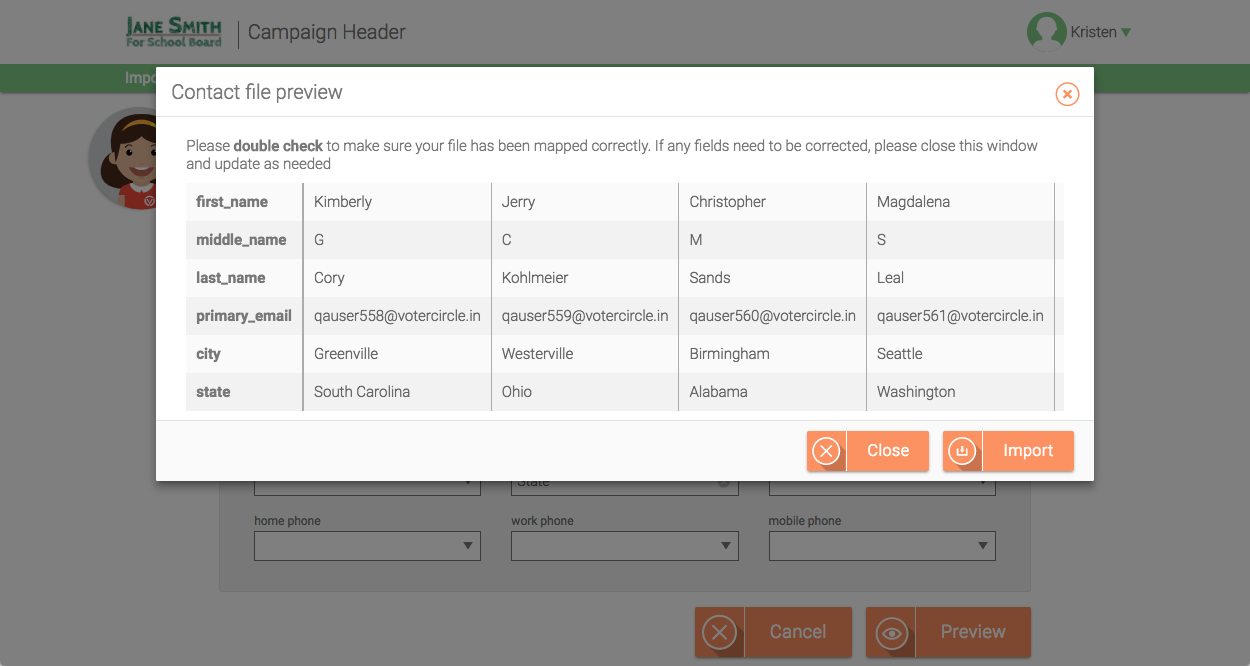 JANE SMITH
For School Board
Campaign Header
Kristen
Impo
Contact file preview
Please double check to make sure your file has been mapped correctly. If any fields need to be corrected, please close this window
and update as needed
first_name Kimberly Jerry Christopher Magdalena
middle_name G C M S
last_name Cory Kohlmeier Sands Leal
primary_email qauser558@votercircle.in qauser559@votercircle.in qauser560@votercircle.in qauser561@votercircle.in
city Greenville Westerville Birmingham Seattle
state South Carolina Ohio Alabama Washington
Close Import
State
home phone work phone mobile phone
Cancel Preview